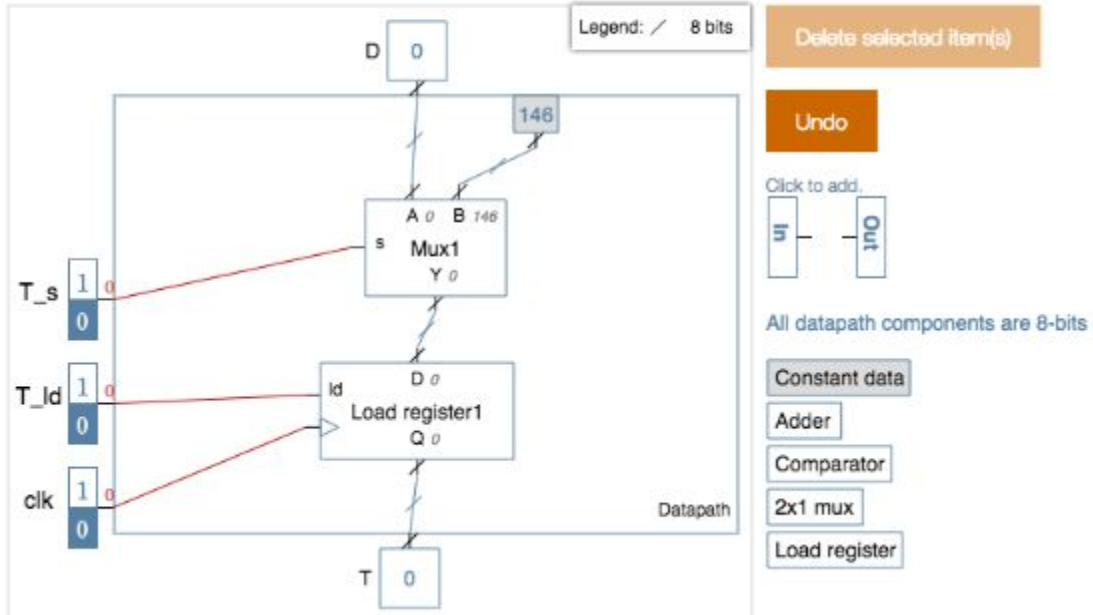 Legend: / 8 bits
D 0
146
A 0 B 146
s Mux1
Y 0
T_s 1 0
0
T_ld 1 0
0
ld D 0
Load register1
Q 0
clk 1 0
0
Datapath
T 0
Delete selected item(s)
Undo
Click to add.
In Out
All datapath components are 8-bits
Constant data
Adder
Comparator
2x1 mux
Load register